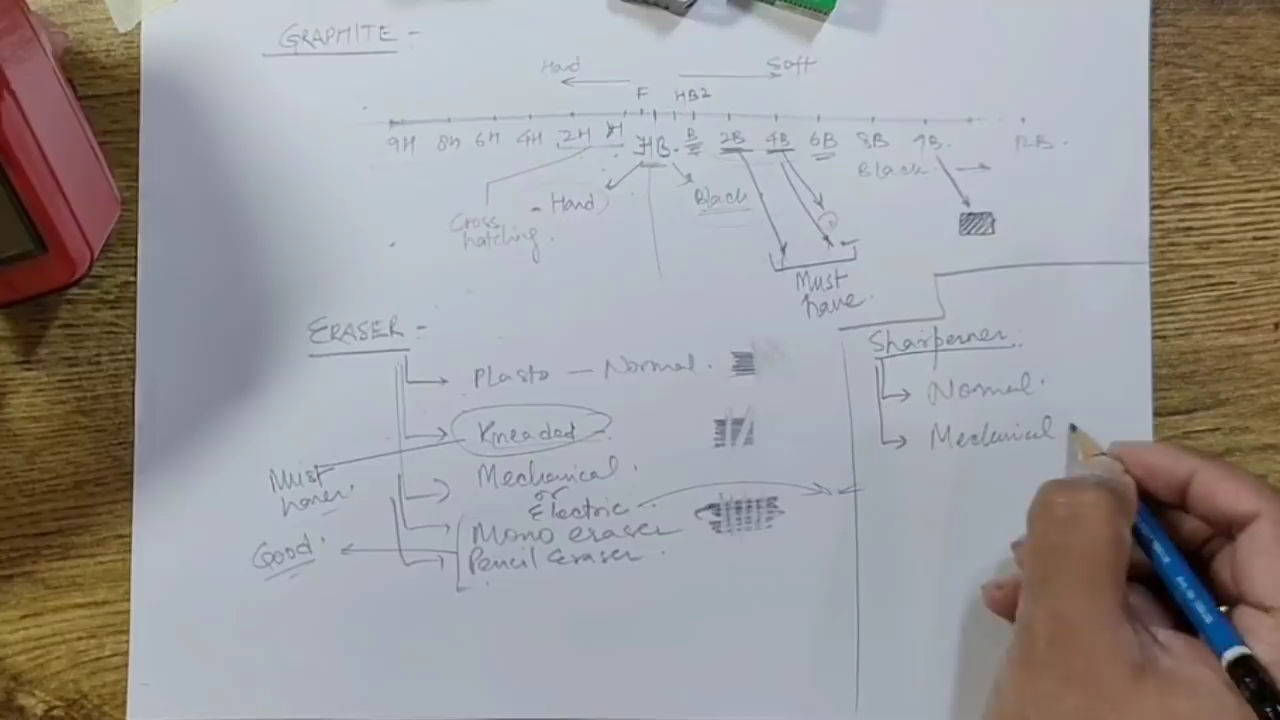 GRAPHITE -
Hard Soft
F HB2
9H 8H 6H 4H 2H H HB B 2B 4B 6B 8B 9B 12B
Cross hatching. - Hard Black Black
Must have.
ERASER -
Plasto - Normal.
Kneaded
Must have.
Mechanical.
or
Electric
Mono eraser
Good.
Pencil eraser.
Sharperner.
Normal.
Mechanical